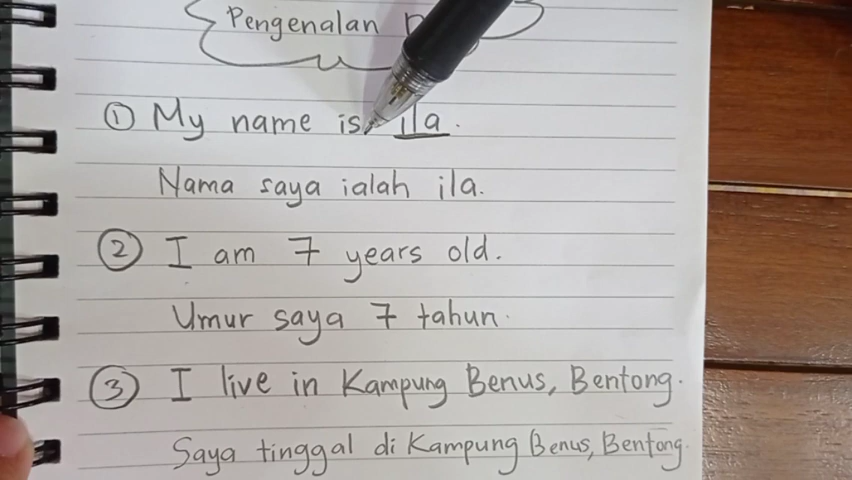 Pengenalan
① My name is ila.
Nama saya ialah ila.
② I am 7 years old.
Umur saya 7 tahun.
③ I live in Kampung Benus, Bentong.
Saya tinggal di Kampung Benus, Bentong.